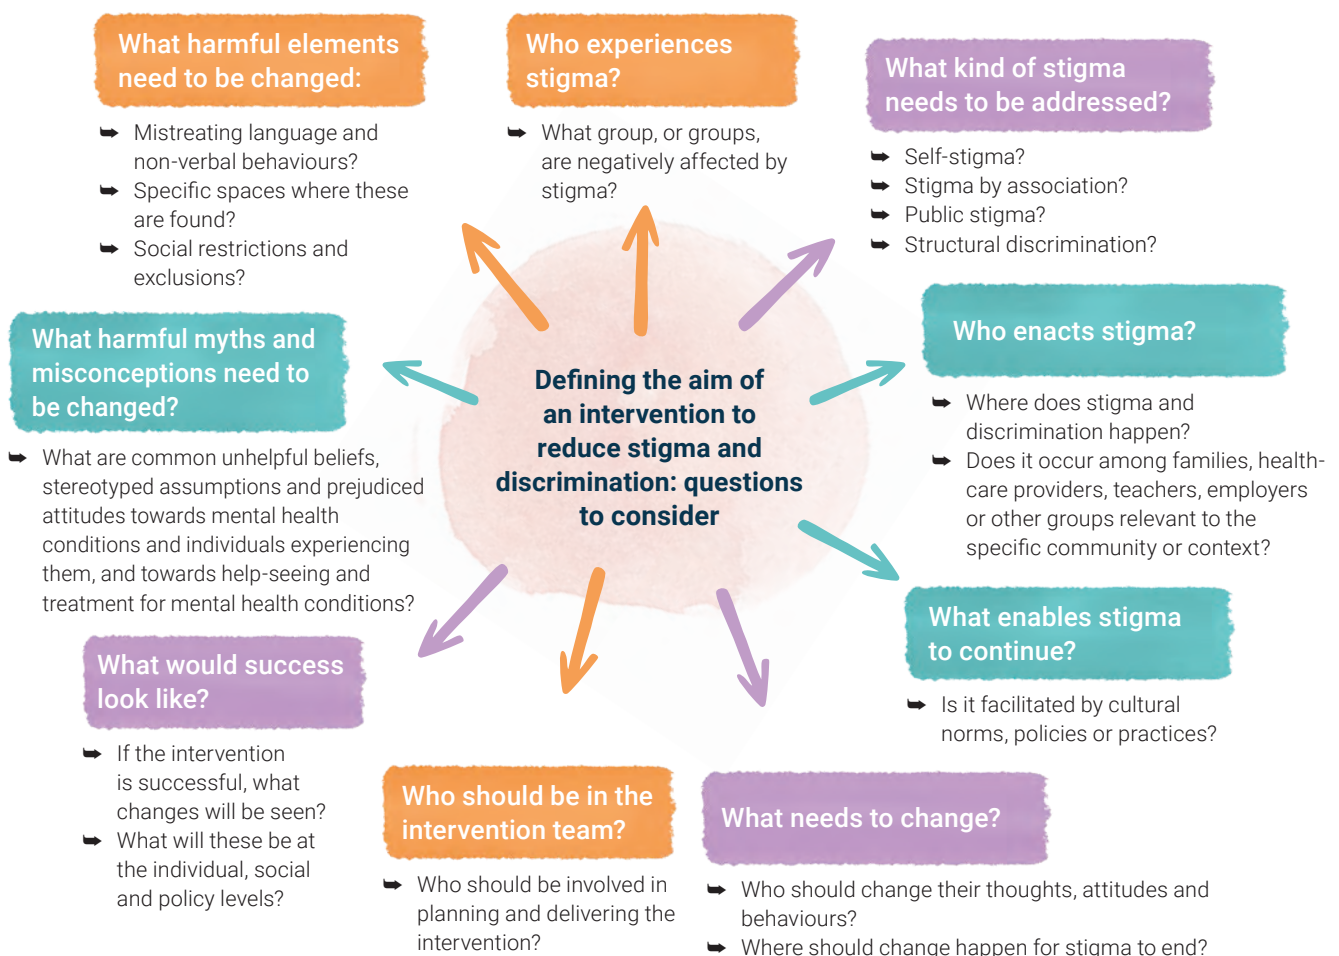 What harmful elements
need to be changed:
➥ Mistreating language and
non-verbal behaviours?
➥ Specific spaces where these
are found?
➥ Social restrictions and
exclusions?
Who experiences
stigma?
➥ What group, or groups,
are negatively affected by
stigma?
What kind of stigma
needs to be addressed?
➥ Self-stigma?
➥ Stigma by association?
➥ Public stigma?
➥ Structural discrimination?
What harmful myths and
misconceptions need to
be changed?
➥ What are common unhelpful beliefs,
stereotyped assumptions and prejudiced
attitudes towards mental health
conditions and individuals experiencing
them, and towards help-seeking and
treatment for mental health conditions?
Defining the aim of
an intervention to
reduce stigma and
discrimination: questions
to consider
Who enacts stigma?
➥ Where does stigma and
discrimination happen?
➥ Does it occur among families, health-
care providers, teachers, employers
or other groups relevant to the
specific community or context?
What enables stigma
to continue?
➥ Is it facilitated by cultural
norms, policies or practices?
What would success
look like?
➥ If the intervention
is successful, what
changes will be seen?
➥ What will these be at
the individual, social
and policy levels?
Who should be in the
intervention team?
➥ Who should be involved in
planning and delivering the
intervention?
What needs to change?
➥ Who should change their thoughts, attitudes and
behaviours?
➥ Where should change happen for stigma to end?